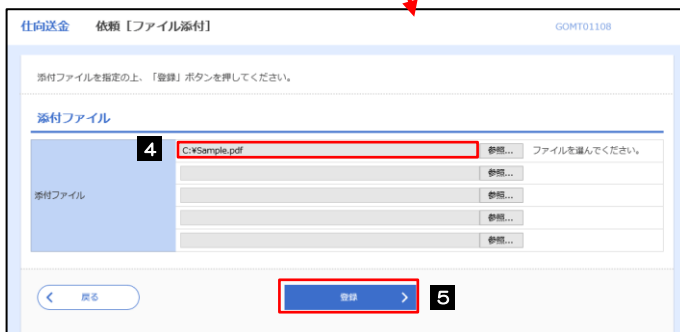 仕向送金 依頼［ファイル添付］ GOMT01108
添付ファイルを指定の上、「登録」ボタンを押してください。
添付ファイル
4 C:¥Sample.pdf 参照... ファイルを選んでください。
参照...
添付ファイル 参照...
参照...
参照...
戻る 登録 5